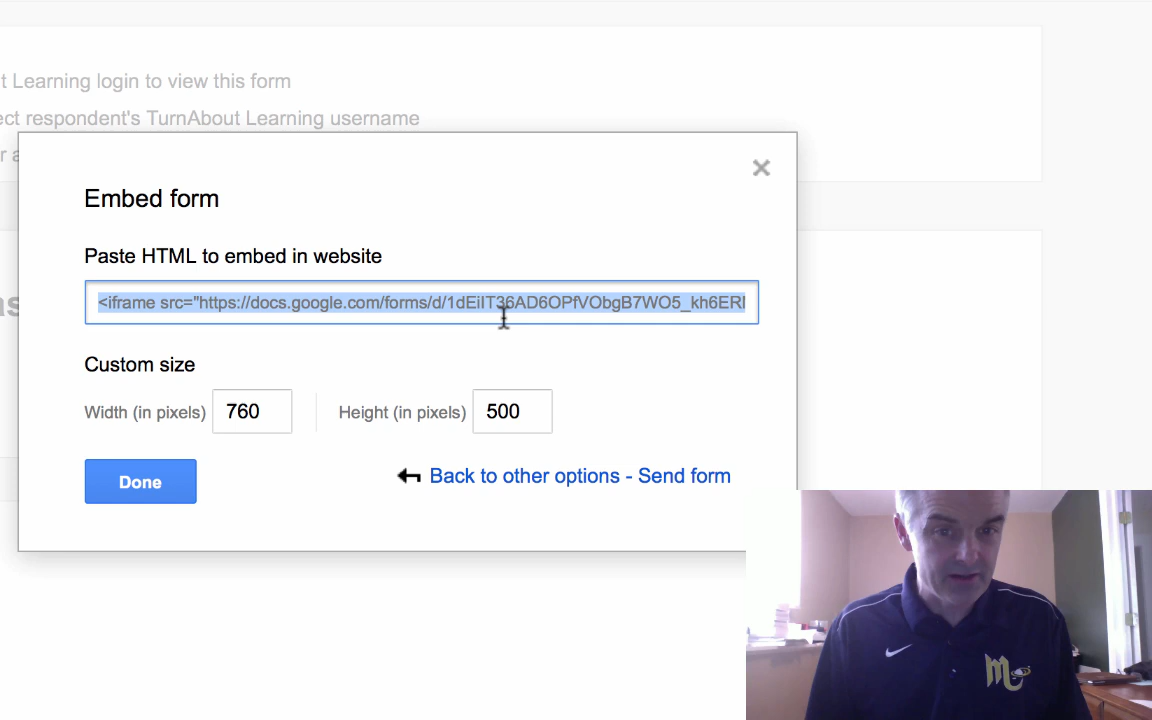 t Learning login to view this form
ect respondent's TurnAbout Learning username
r a
Embed form
Paste HTML to embed in website
<iframe src="https://docs.google.com/forms/d/1dEiIT36AD6OPfVObgB7WO5_kh6ERI
as
Custom size
Width (in pixels) 760 Height (in pixels) 500
Done
Back to other options - Send form
M